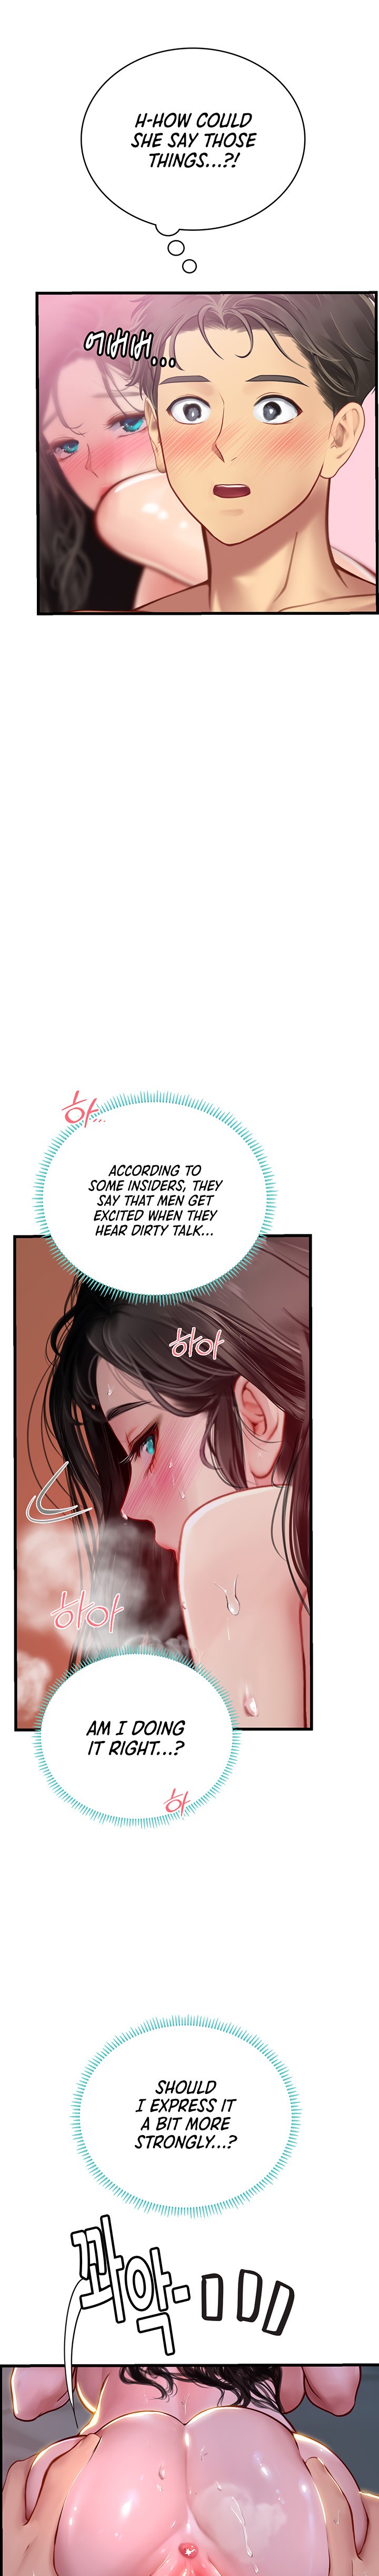 H-HOW COULD
SHE SAY THOSE
THINGS...?!
어버버...
하...
ACCORDING TO
SOME INSIDERS, THEY
SAY THAT MEN GET
EXCITED WHEN THEY
HEAR DIRTY TALK...
하아
하아
AM I DOING
IT RIGHT...?
하
SHOULD
I EXPRESS IT
A BIT MORE
STRONGLY...?
꽈악-